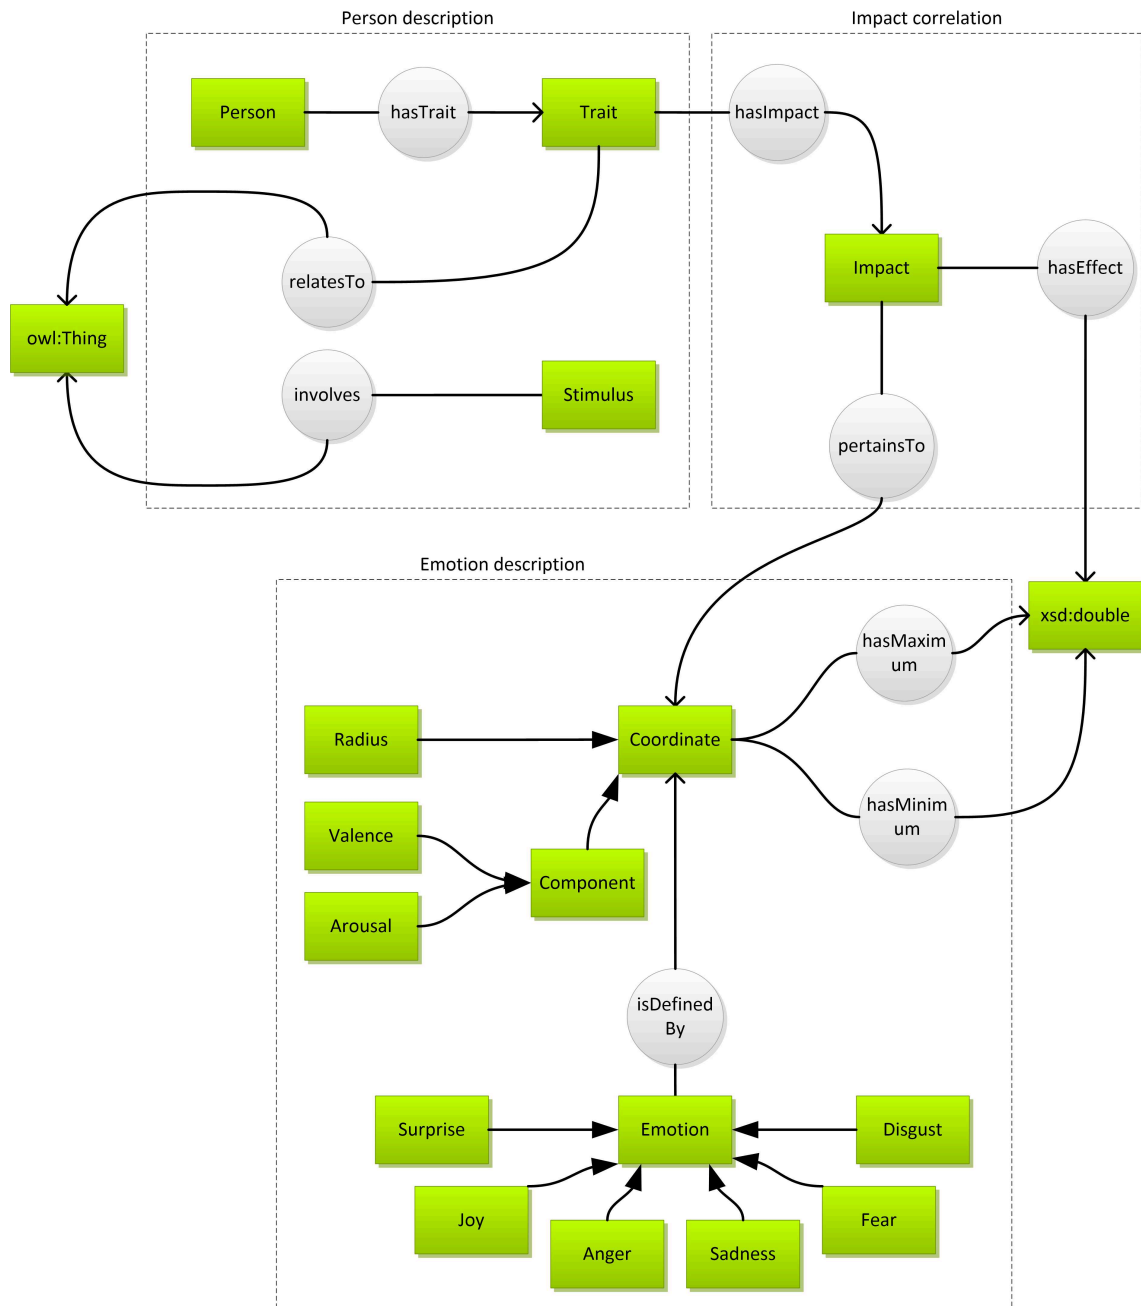 Person description
Impact correlation
Person
hasTrait
Trait
hasImpact
Impact
hasEffect
relatesTo
owl:Thing
involves
Stimulus
pertainsTo
Emotion description
xsd:double
hasMaxim
um
Radius
Coordinate
hasMinim
um
Valence
Component
Arousal
isDefined
By
Surprise
Emotion
Disgust
Joy
Fear
Anger
Sadness